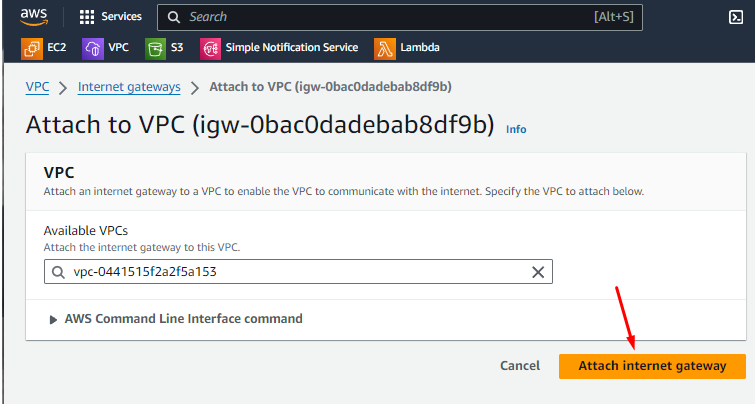 aws Services Search [Alt+S]
EC2 VPC S3 Simple Notification Service Lambda
VPC > Internet gateways > Attach to VPC (igw-0bac0dadebab8df9b)
Attach to VPC (igw-0bac0dadebab8df9b) Info
VPC
Attach an internet gateway to a VPC to enable the VPC to communicate with the internet. Specify the VPC to attach below.
Available VPCs
Attach the internet gateway to this VPC.
vpc-0441515f2a2f5a153
AWS Command Line Interface command
Cancel Attach internet gateway